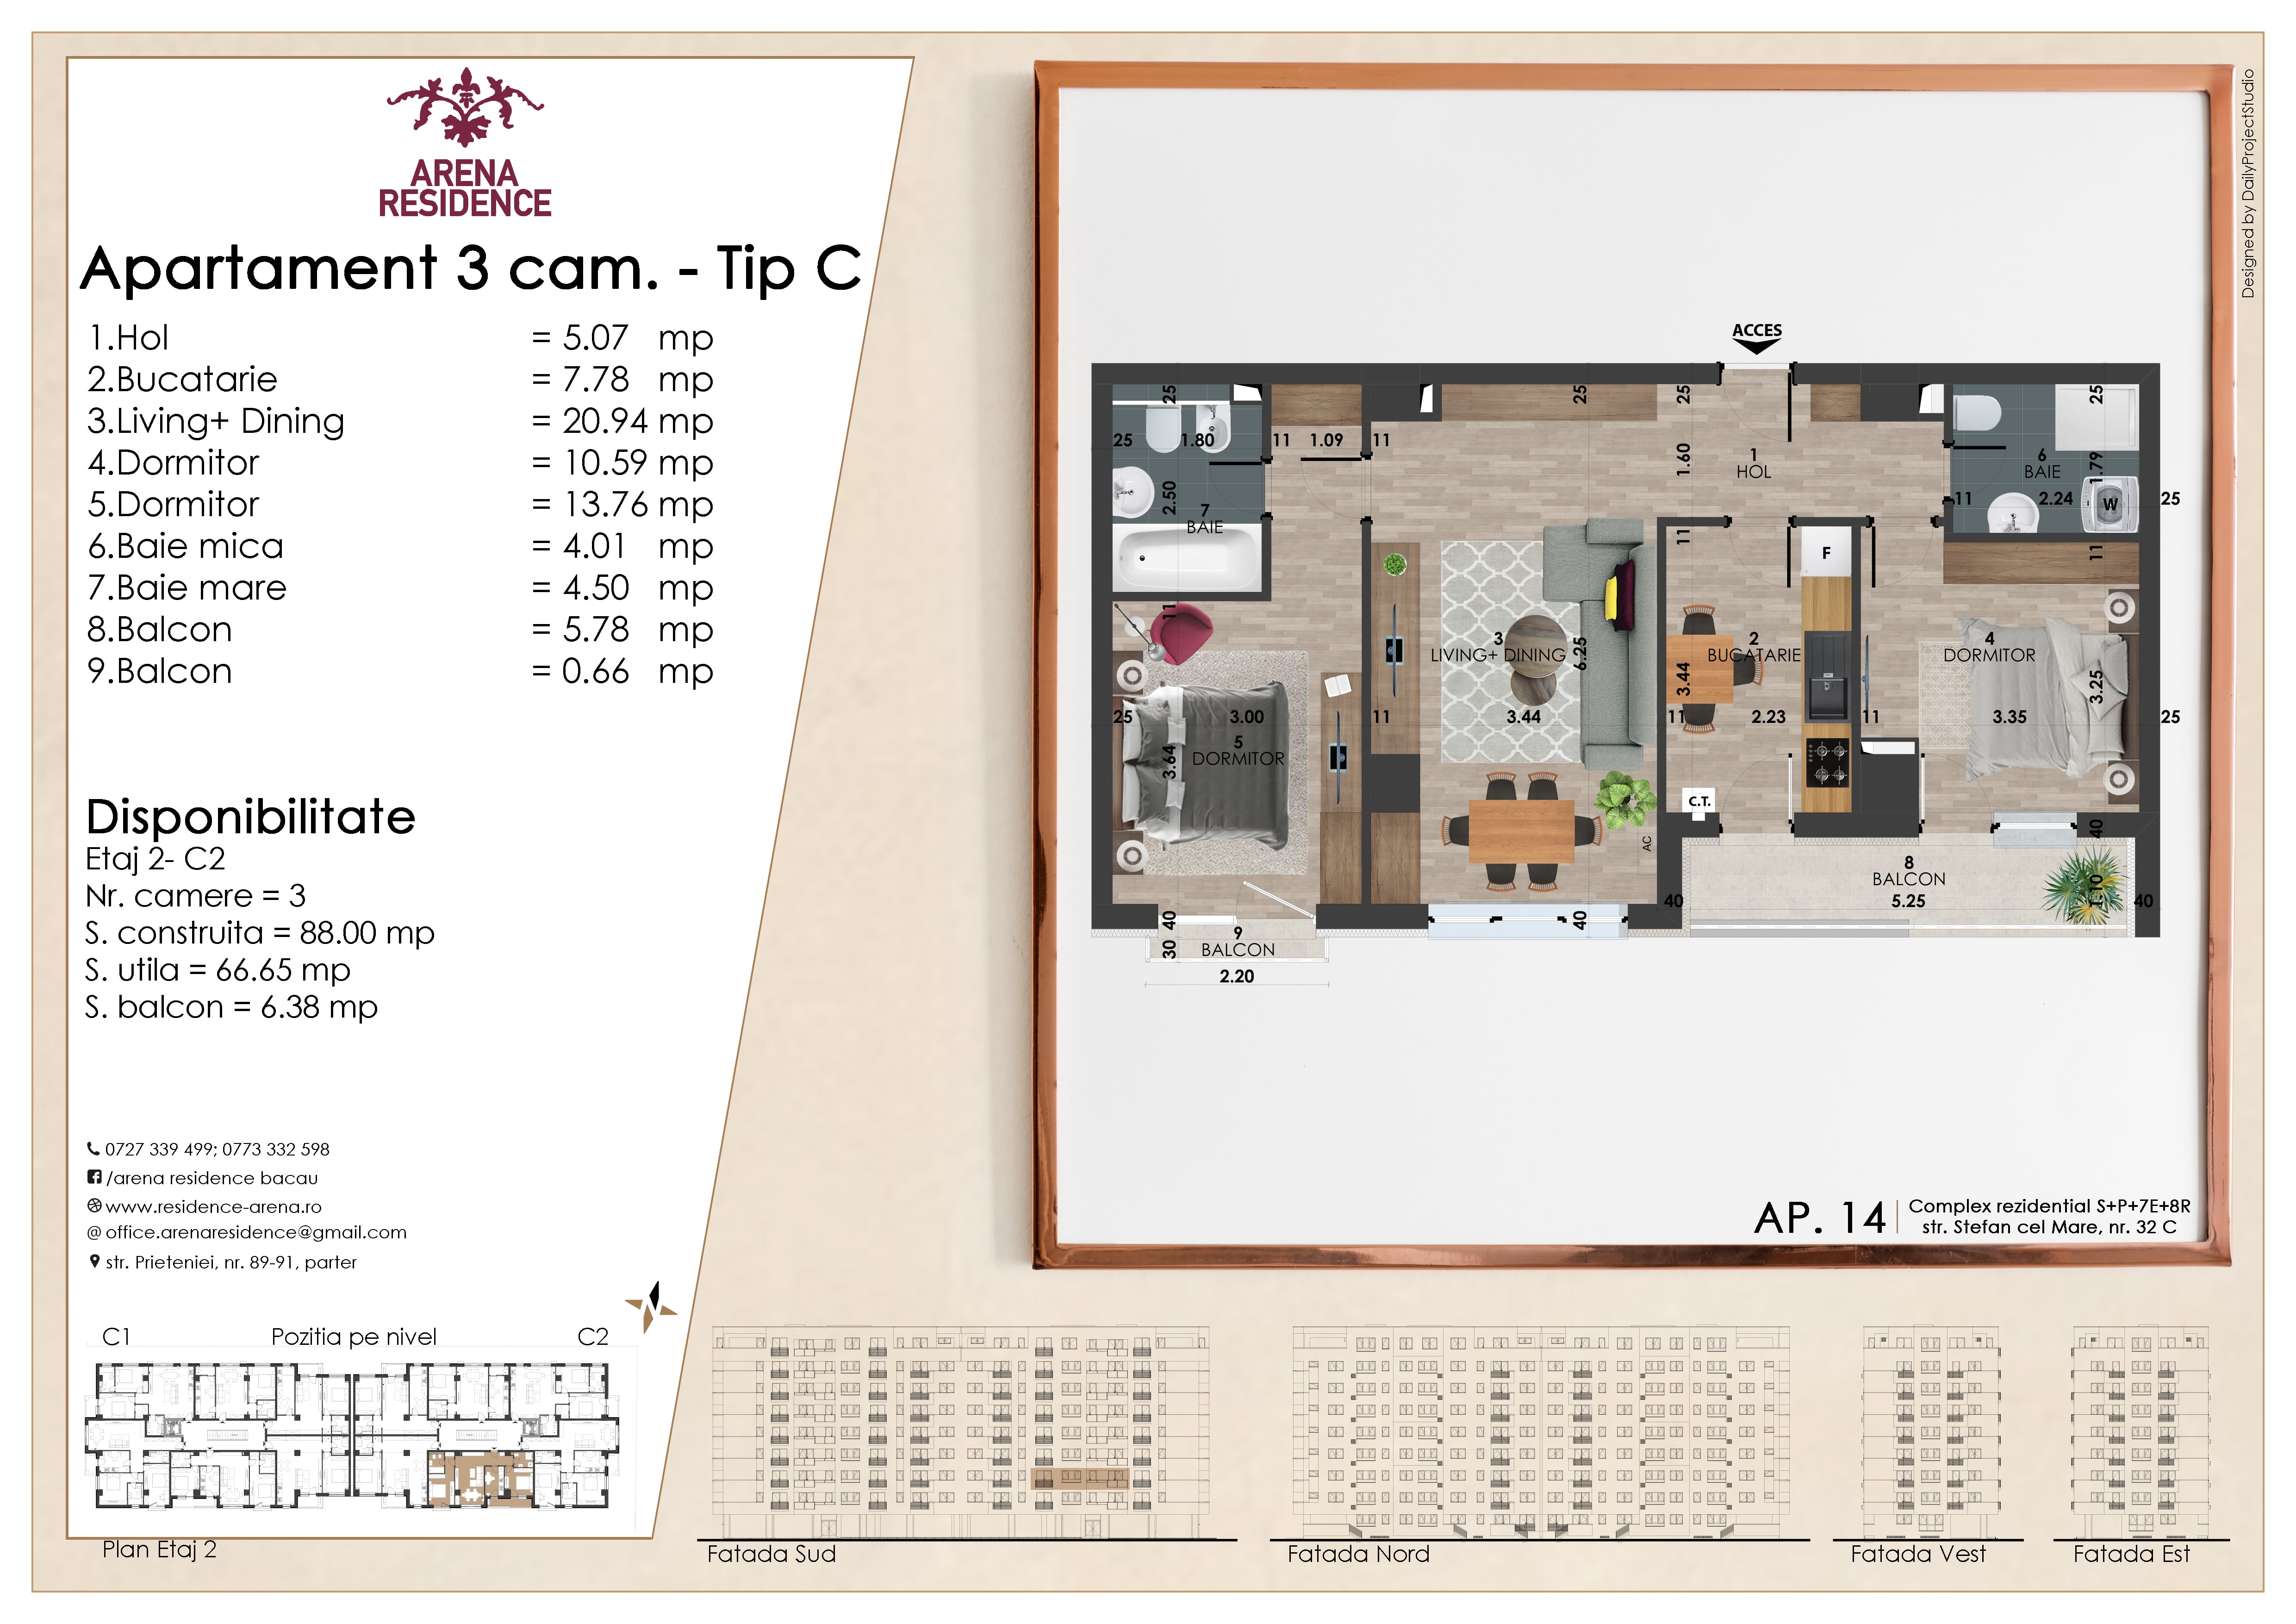 ARENA
RESIDENCE
Apartament 3 cam. - Tip C
1.Hol = 5.07 mp
2.Bucatarie = 7.78 mp
3.Living+ Dining = 20.94 mp
4.Dormitor = 10.59 mp
5.Dormitor = 13.76 mp
6.Baie mica = 4.01 mp
7.Baie mare = 4.50 mp
8.Balcon = 5.78 mp
9.Balcon = 0.66 mp
Disponibilitate
Etaj 2- C2
Nr. camere = 3
S. construita = 88.00 mp
S. utila = 66.65 mp
S. balcon = 6.38 mp
0727 339 499; 0773 332 598
/arena residence bacau
www.residence-arena.ro
@ office.arenaresidence@gmail.com
str. Prieteniei, nr. 89-91, parter
C1 Pozitia pe nivel C2
Plan Etaj 2
Designed by DailyProjectStudio
ACCES
25 25 25 25
25 1.80 11 1.09 11
1.60
1
HOL
6
BAIE
1.79
2.50
7
BAIE
11 2.24 W 25
11 F 11
11
3
LIVING+ DINING
6.25
2
BUCATARIE
4
DORMITOR
3.44 3.25
25 3.00 11 3.44 11 2.23 11 3.35 25
5
DORMITOR
3.64
C.T.
AC
40
8
BALCON
5.25
1.10
40 40
40 40
9
BALCON
30
2.20
AP. 14
Complex rezidential S+P+7E+8R
str. Stefan cel Mare, nr. 32 C
Fatada Sud
Fatada Nord
Fatada Vest
Fatada Est